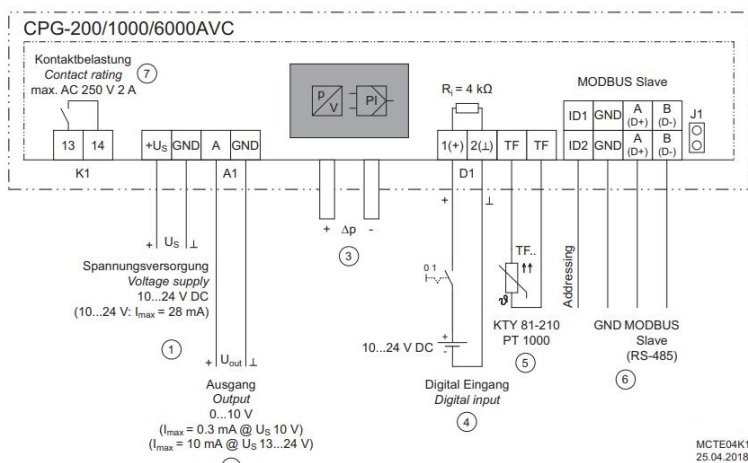 CPG-200/1000/6000AVC
Kontaktbelastung
Contact rating
max. AC 250 V 2 A
7
p
V
PI
Ri = 4 kΩ
MODBUS Slave
J1
13 14
+US GND A GND
1(+) 2(⊥) TF TF
ID1 GND A (D+) B (D-)
ID2 GND A (D+) B (D-)
K1
A1
D1
+ US ⊥
Spannungsversorgung
Voltage supply
10...24 V DC
(10...24 V: Imax = 28 mA)
1
+ Uout ⊥
Ausgang
Output
0...10 V
(Imax = 0.3 mA @ US 10 V)
(Imax = 10 mA @ US 13...24 V)
+ Δp -
3
+ ⊥
0 1
10...24 V DC
+
-
Digital Eingang
Digital input
4
TF..
ϑ
KTY 81-210
PT 1000
5
Addressing
GND MODBUS
Slave
(RS-485)
6
MCTE04K1
25.04.2018